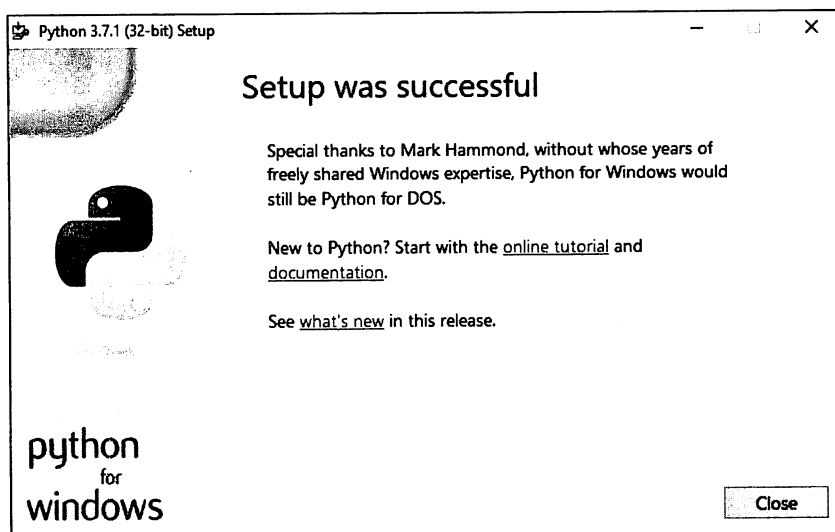 Python 3.7.1 (32-bit) Setup
Setup was successful
Special thanks to Mark Hammond, without whose years of
freely shared Windows expertise, Python for Windows would
still be Python for DOS.
New to Python? Start with the online tutorial and
documentation.
See what's new in this release.
python
for
windows
Close